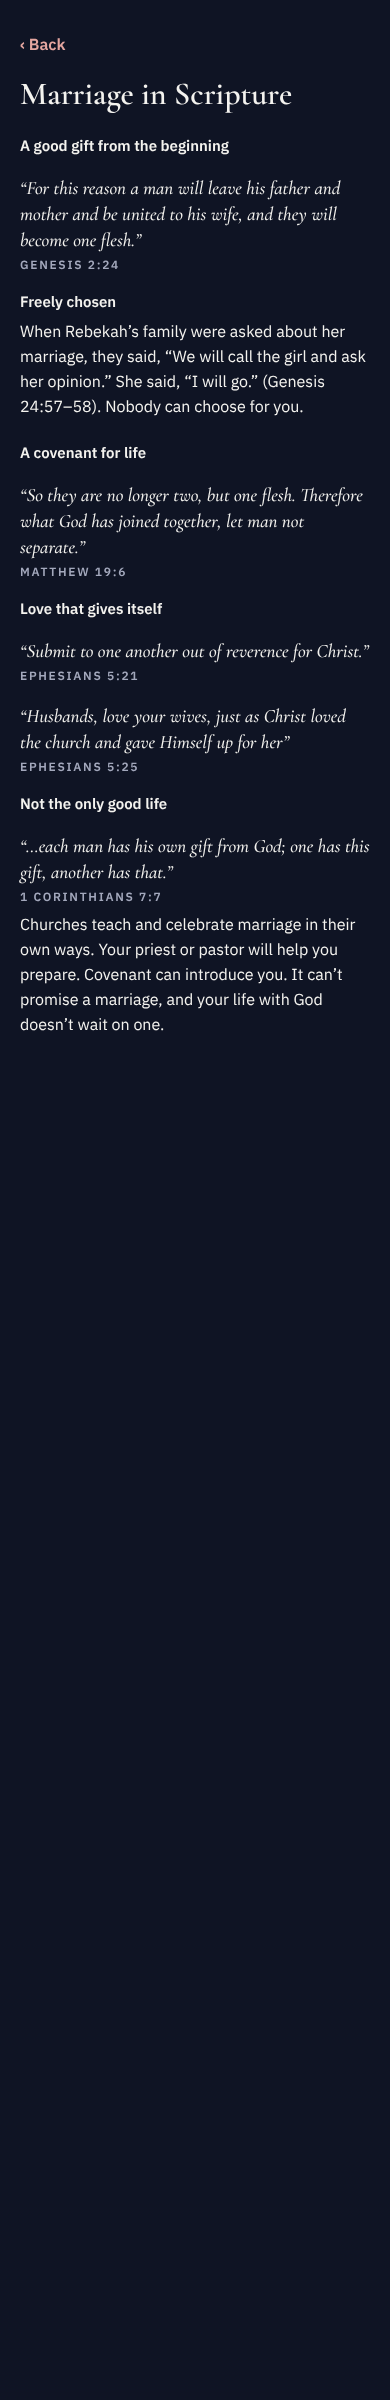 ‹ Back
Marriage in Scripture
A good gift from the beginning
“For this reason a man will leave his father and
mother and be united to his wife, and they will
become one flesh.”
GENESIS 2:24
Freely chosen
When Rebekah’s family were asked about her
marriage, they said, “We will call the girl and ask
her opinion.” She said, “I will go.” (Genesis
24:57–58). Nobody can choose for you.
A covenant for life
“So they are no longer two, but one flesh. Therefore
what God has joined together, let man not
separate.”
MATTHEW 19:6
Love that gives itself
“Submit to one another out of reverence for Christ.”
EPHESIANS 5:21
“Husbands, love your wives, just as Christ loved
the church and gave Himself up for her”
EPHESIANS 5:25
Not the only good life
“…each man has his own gift from God; one has this
gift, another has that.”
1 CORINTHIANS 7:7
Churches teach and celebrate marriage in their
own ways. Your priest or pastor will help you
prepare. Covenant can introduce you. It can’t
promise a marriage, and your life with God
doesn’t wait on one.